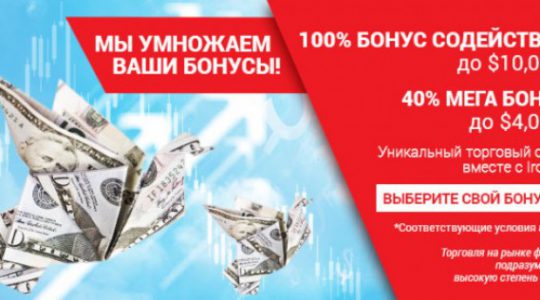 МЫ УМНОЖАЕМ
ВАШИ БОНУСЫ!
100% БОНУС СОДЕЙСТВ
до $10,0
40% МЕГА БОН
до $4,0
Уникальный торговый с
вместе с Iro
ВЫБЕРИТЕ СВОЙ БОНУ
*Соответствующие условия
Торговля на рынке ф
подразум
высокую степень